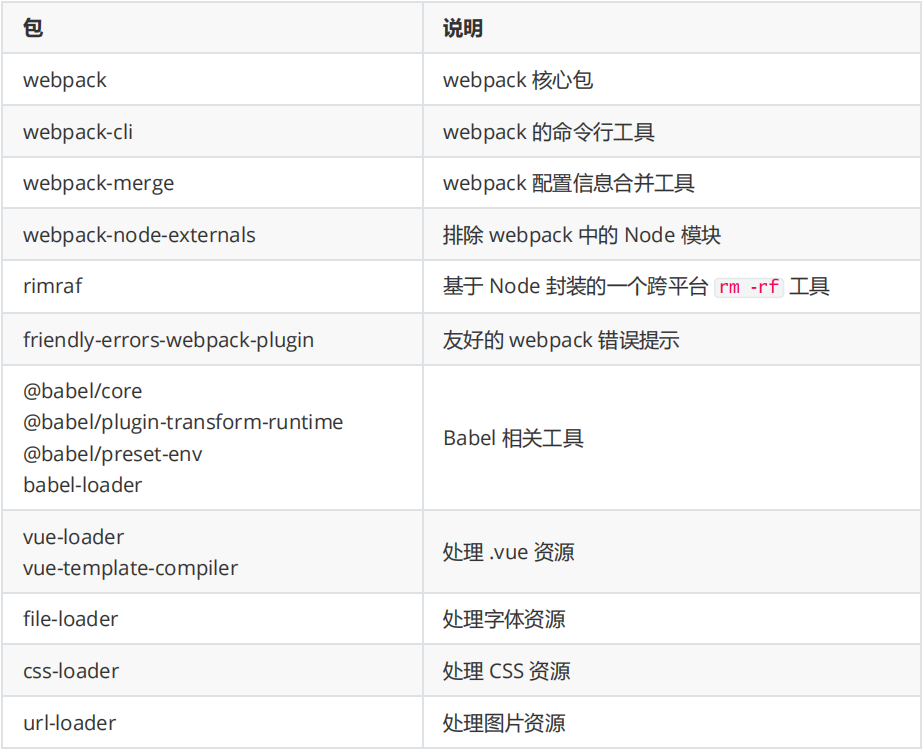 包 说明
webpack webpack 核心包
webpack-cli webpack 的命令行工具
webpack-merge webpack 配置信息合并工具
webpack-node-externals 排除 webpack 中的 Node 模块
rimraf 基于 Node 封装的一个跨平台 rm -rf 工具
friendly-errors-webpack-plugin 友好的 webpack 错误提示
@babel/core
@babel/plugin-transform-runtime
@babel/preset-env
babel-loader
Babel 相关工具
vue-loader
vue-template-compiler
处理 .vue 资源
file-loader 处理字体资源
css-loader 处理 CSS 资源
url-loader 处理图片资源